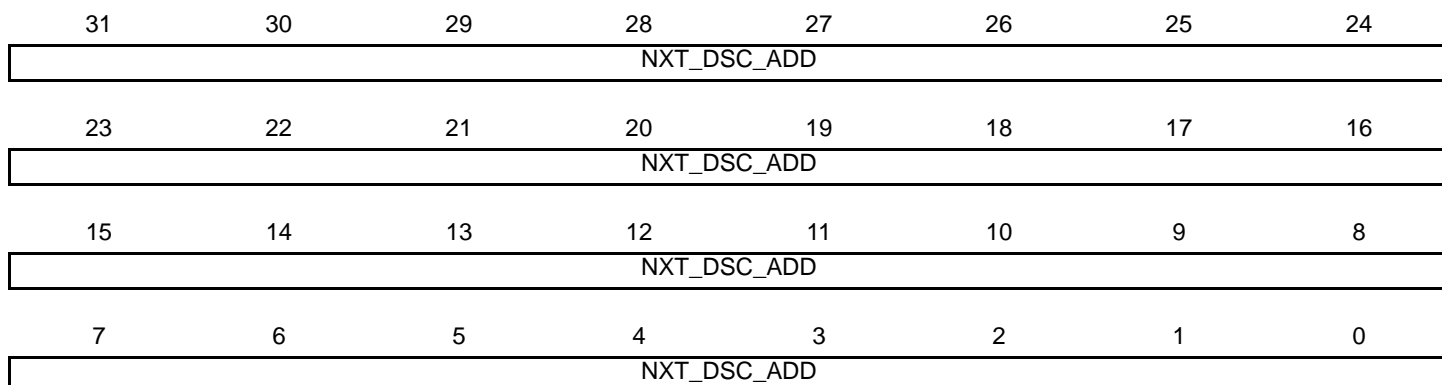 31 30 29 28 27 26 25 24
NXT_DSC_ADD
23 22 21 20 19 18 17 16
NXT_DSC_ADD
15 14 13 12 11 10 9 8
NXT_DSC_ADD
7 6 5 4 3 2 1 0
NXT_DSC_ADD